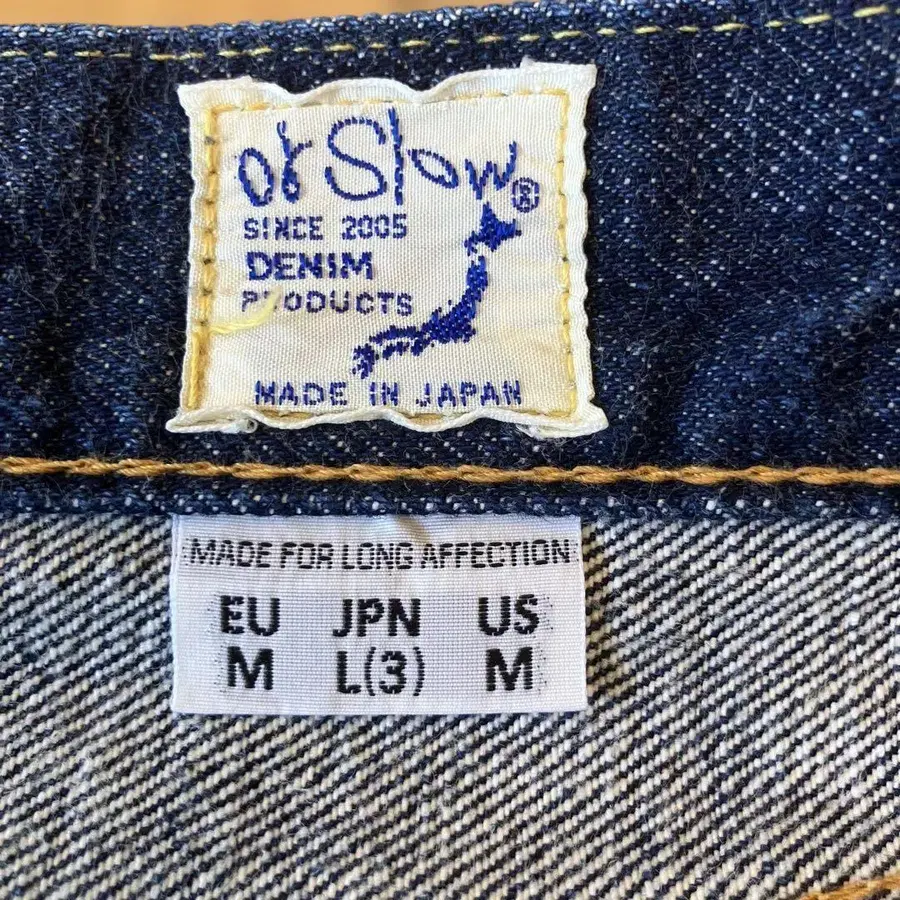 or Slow®
SINCE 2005
DENIM
PRODUCTS
MADE IN JAPAN
MADE FOR LONG AFFECTION
EU JPN US
M L(3) M